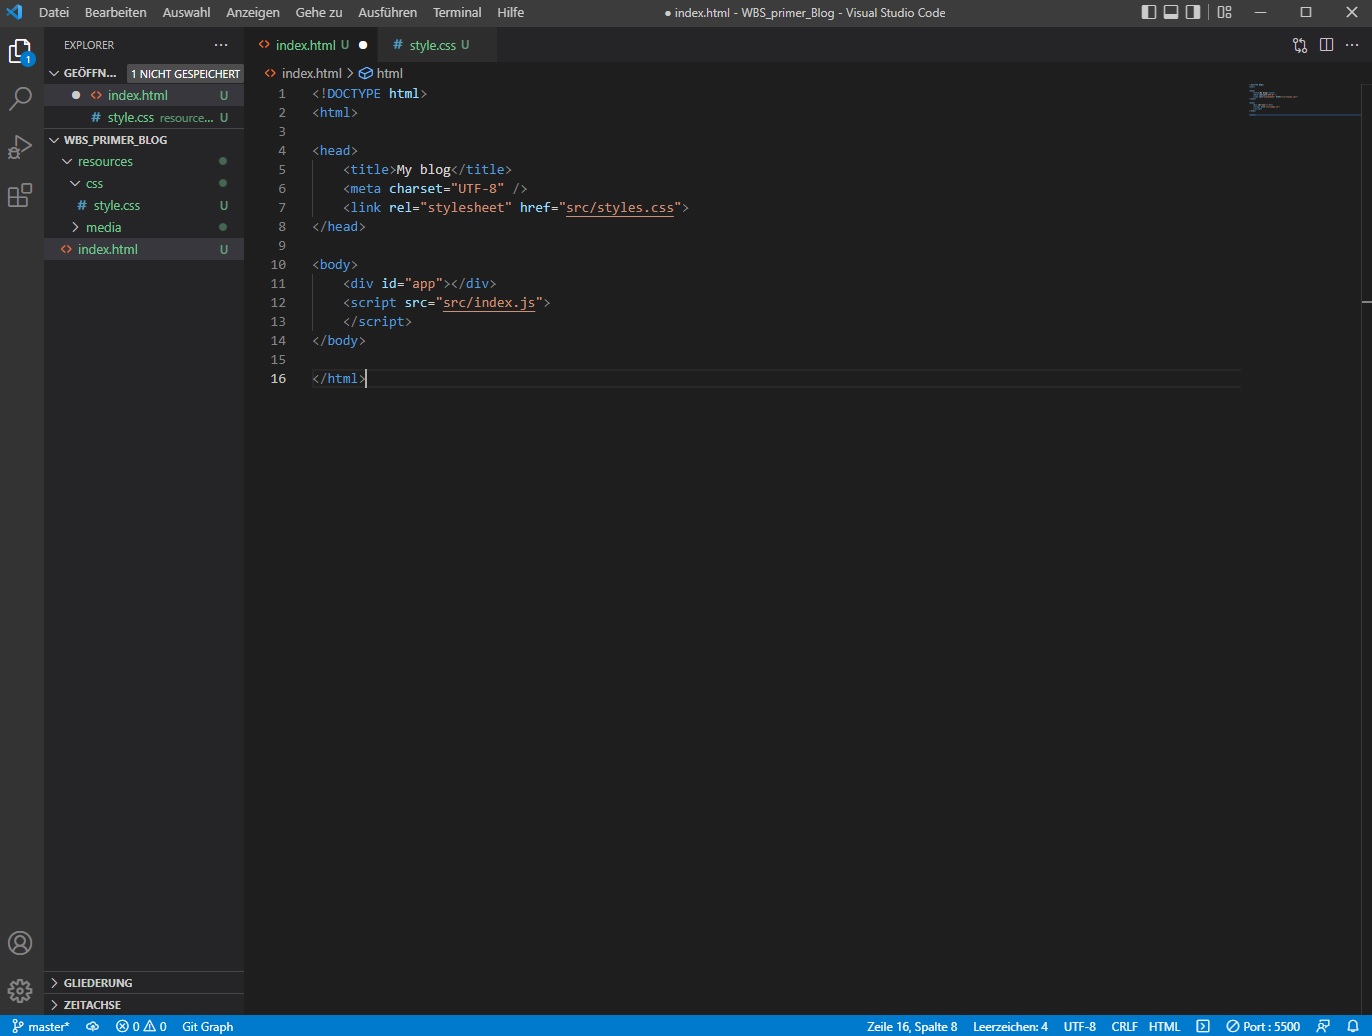 Datei Bearbeiten Auswahl Anzeigen Gehe zu Ausführen Terminal Hilfe ● index.html - WBS_primer_Blog - Visual Studio Code
EXPLORER ···
1
GEÖFFN... 1 NICHT GESPEICHERT
● <> index.html U
# style.css resource... U
WBS_PRIMER_BLOG
resources
css
# style.css U
media
<> index.html U
GLIEDERUNG
ZEITACHSE
<> index.html U ● # style.css U
<> index.html > html
1 <!DOCTYPE html>
2 <html>
3
4 <head>
5 <title>My blog</title>
6 <meta charset="UTF-8" />
7 <link rel="stylesheet" href="src/styles.css">
8 </head>
9
10 <body>
11 <div id="app"></div>
12 <script src="src/index.js">
13 </script>
14 </body>
15
16 </html>
master* 0 0 Git Graph Zeile 16, Spalte 8 Leerzeichen: 4 UTF-8 CRLF HTML Port : 5500